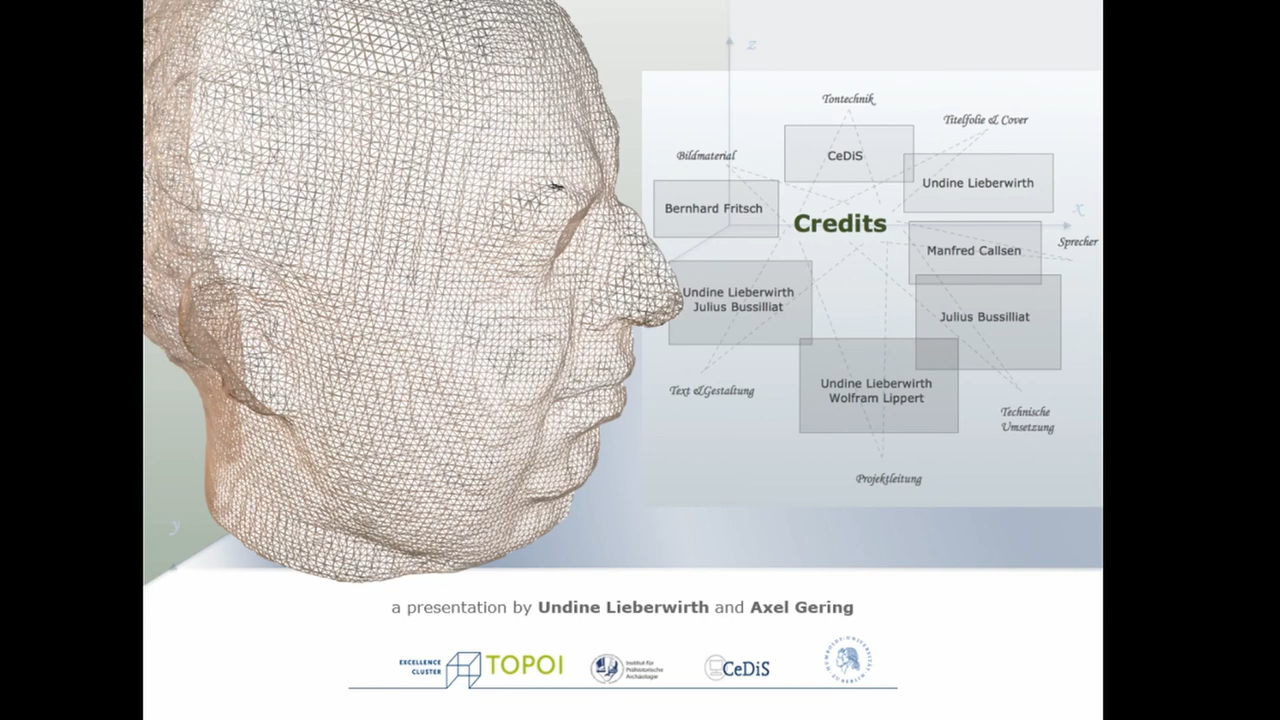 z
Tontechnik
Titelfolie & Cover
Bildmaterial
CeDiS
Undine Lieberwirth
Bernhard Fritsch
x
Credits
Sprecher
Manfred Callsen
Undine Lieberwirth
Julius Bussilliat
Julius Bussilliat
Undine Lieberwirth
Wolfram Lippert
Text &Gestaltung
Technische
Umsetzung
Projektleitung
y
a presentation by Undine Lieberwirth and Axel Gering
EXCELLENCE
CLUSTER
TOPOI
Institut für
Prähistorische
Archäologie
CeDiS